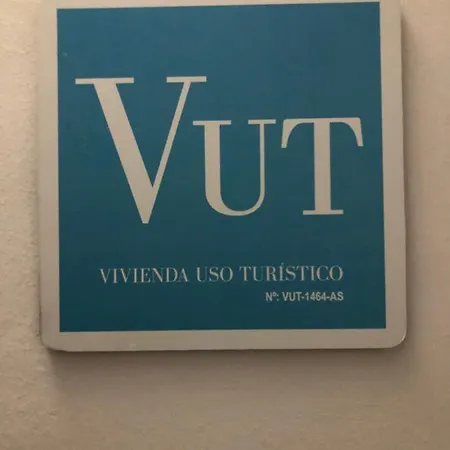 VUT
VIVIENDA USO TURÍSTICO
Nº: VUT-1464-AS